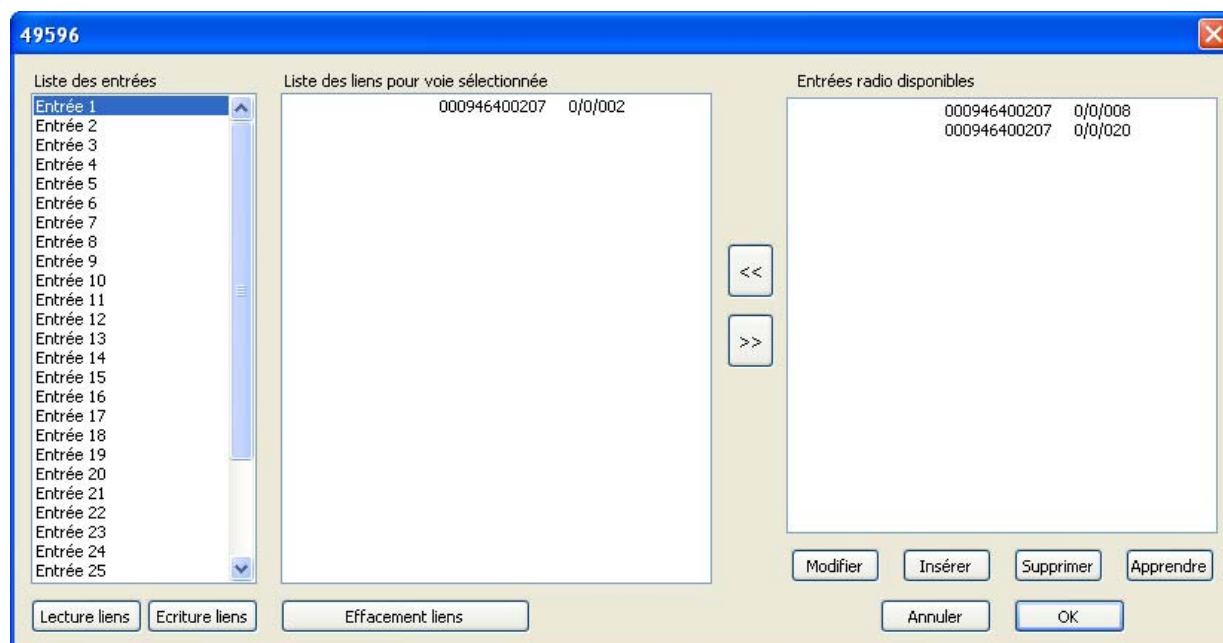 49596
Liste des entrées
Entrée 1
Entrée 2
Entrée 3
Entrée 4
Entrée 5
Entrée 6
Entrée 7
Entrée 8
Entrée 9
Entrée 10
Entrée 11
Entrée 12
Entrée 13
Entrée 14
Entrée 15
Entrée 16
Entrée 17
Entrée 18
Entrée 19
Entrée 20
Entrée 21
Entrée 22
Entrée 23
Entrée 24
Entrée 25
Lecture liens
Ecriture liens
Liste des liens pour voie sélectionnée
000946400207 0/0/002
Effacement liens
<<
>>
Entrées radio disponibles
000946400207 0/0/008
000946400207 0/0/020
Modifier
Insérer
Supprimer
Apprendre
Annuler
OK